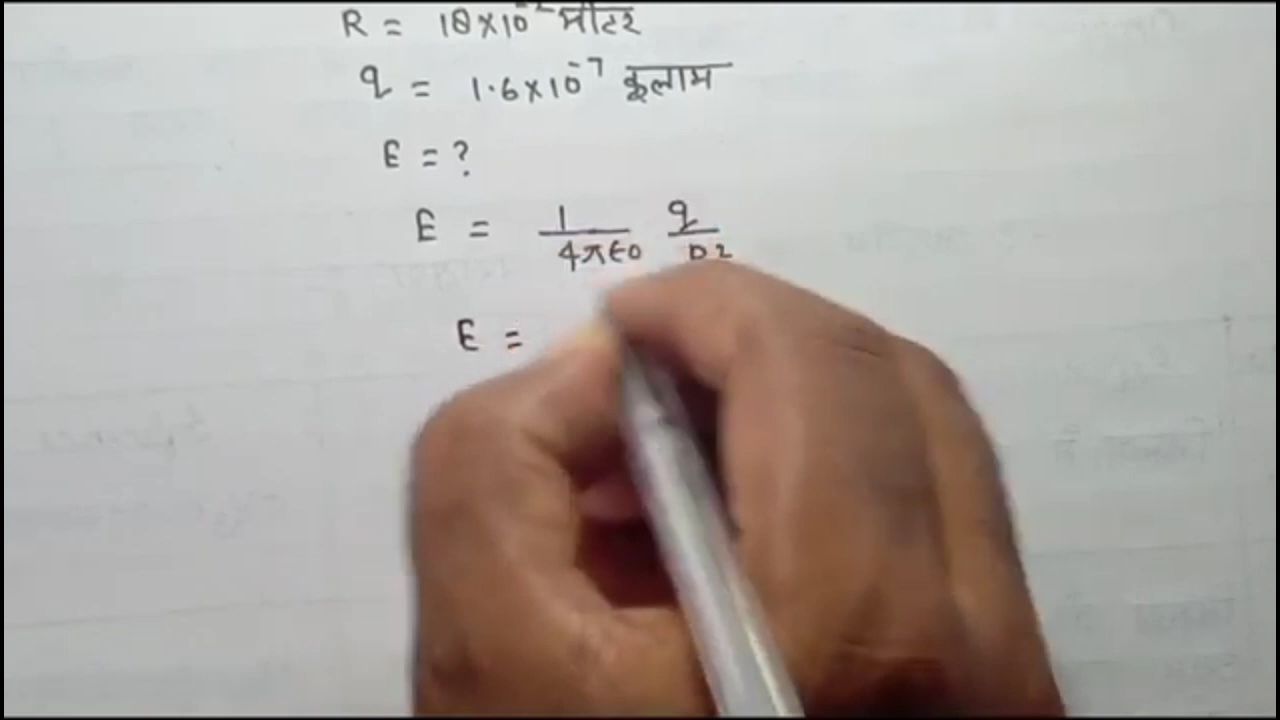 R = 18×10⁻² मीटर
q = 1.6×10⁻⁷ कूलाम
E = ?
E = 1/4πε0 q/R2
E =